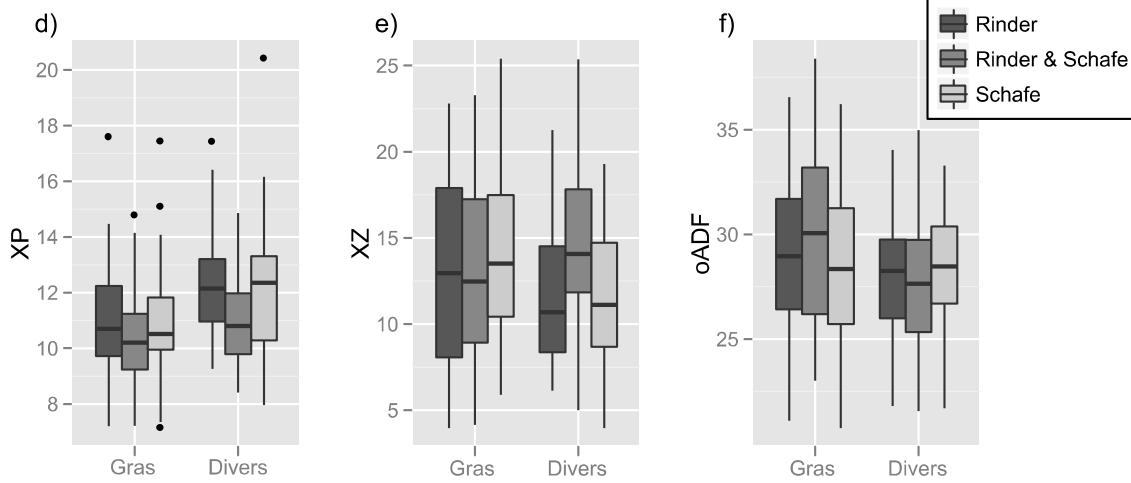 d)
XP
20
18
16
14
12
10
8
Gras Divers
e)
XZ
25
20
15
10
5
Gras Divers
f)
oADF
35
30
25
Gras Divers
Rinder
Rinder & Schafe
Schafe